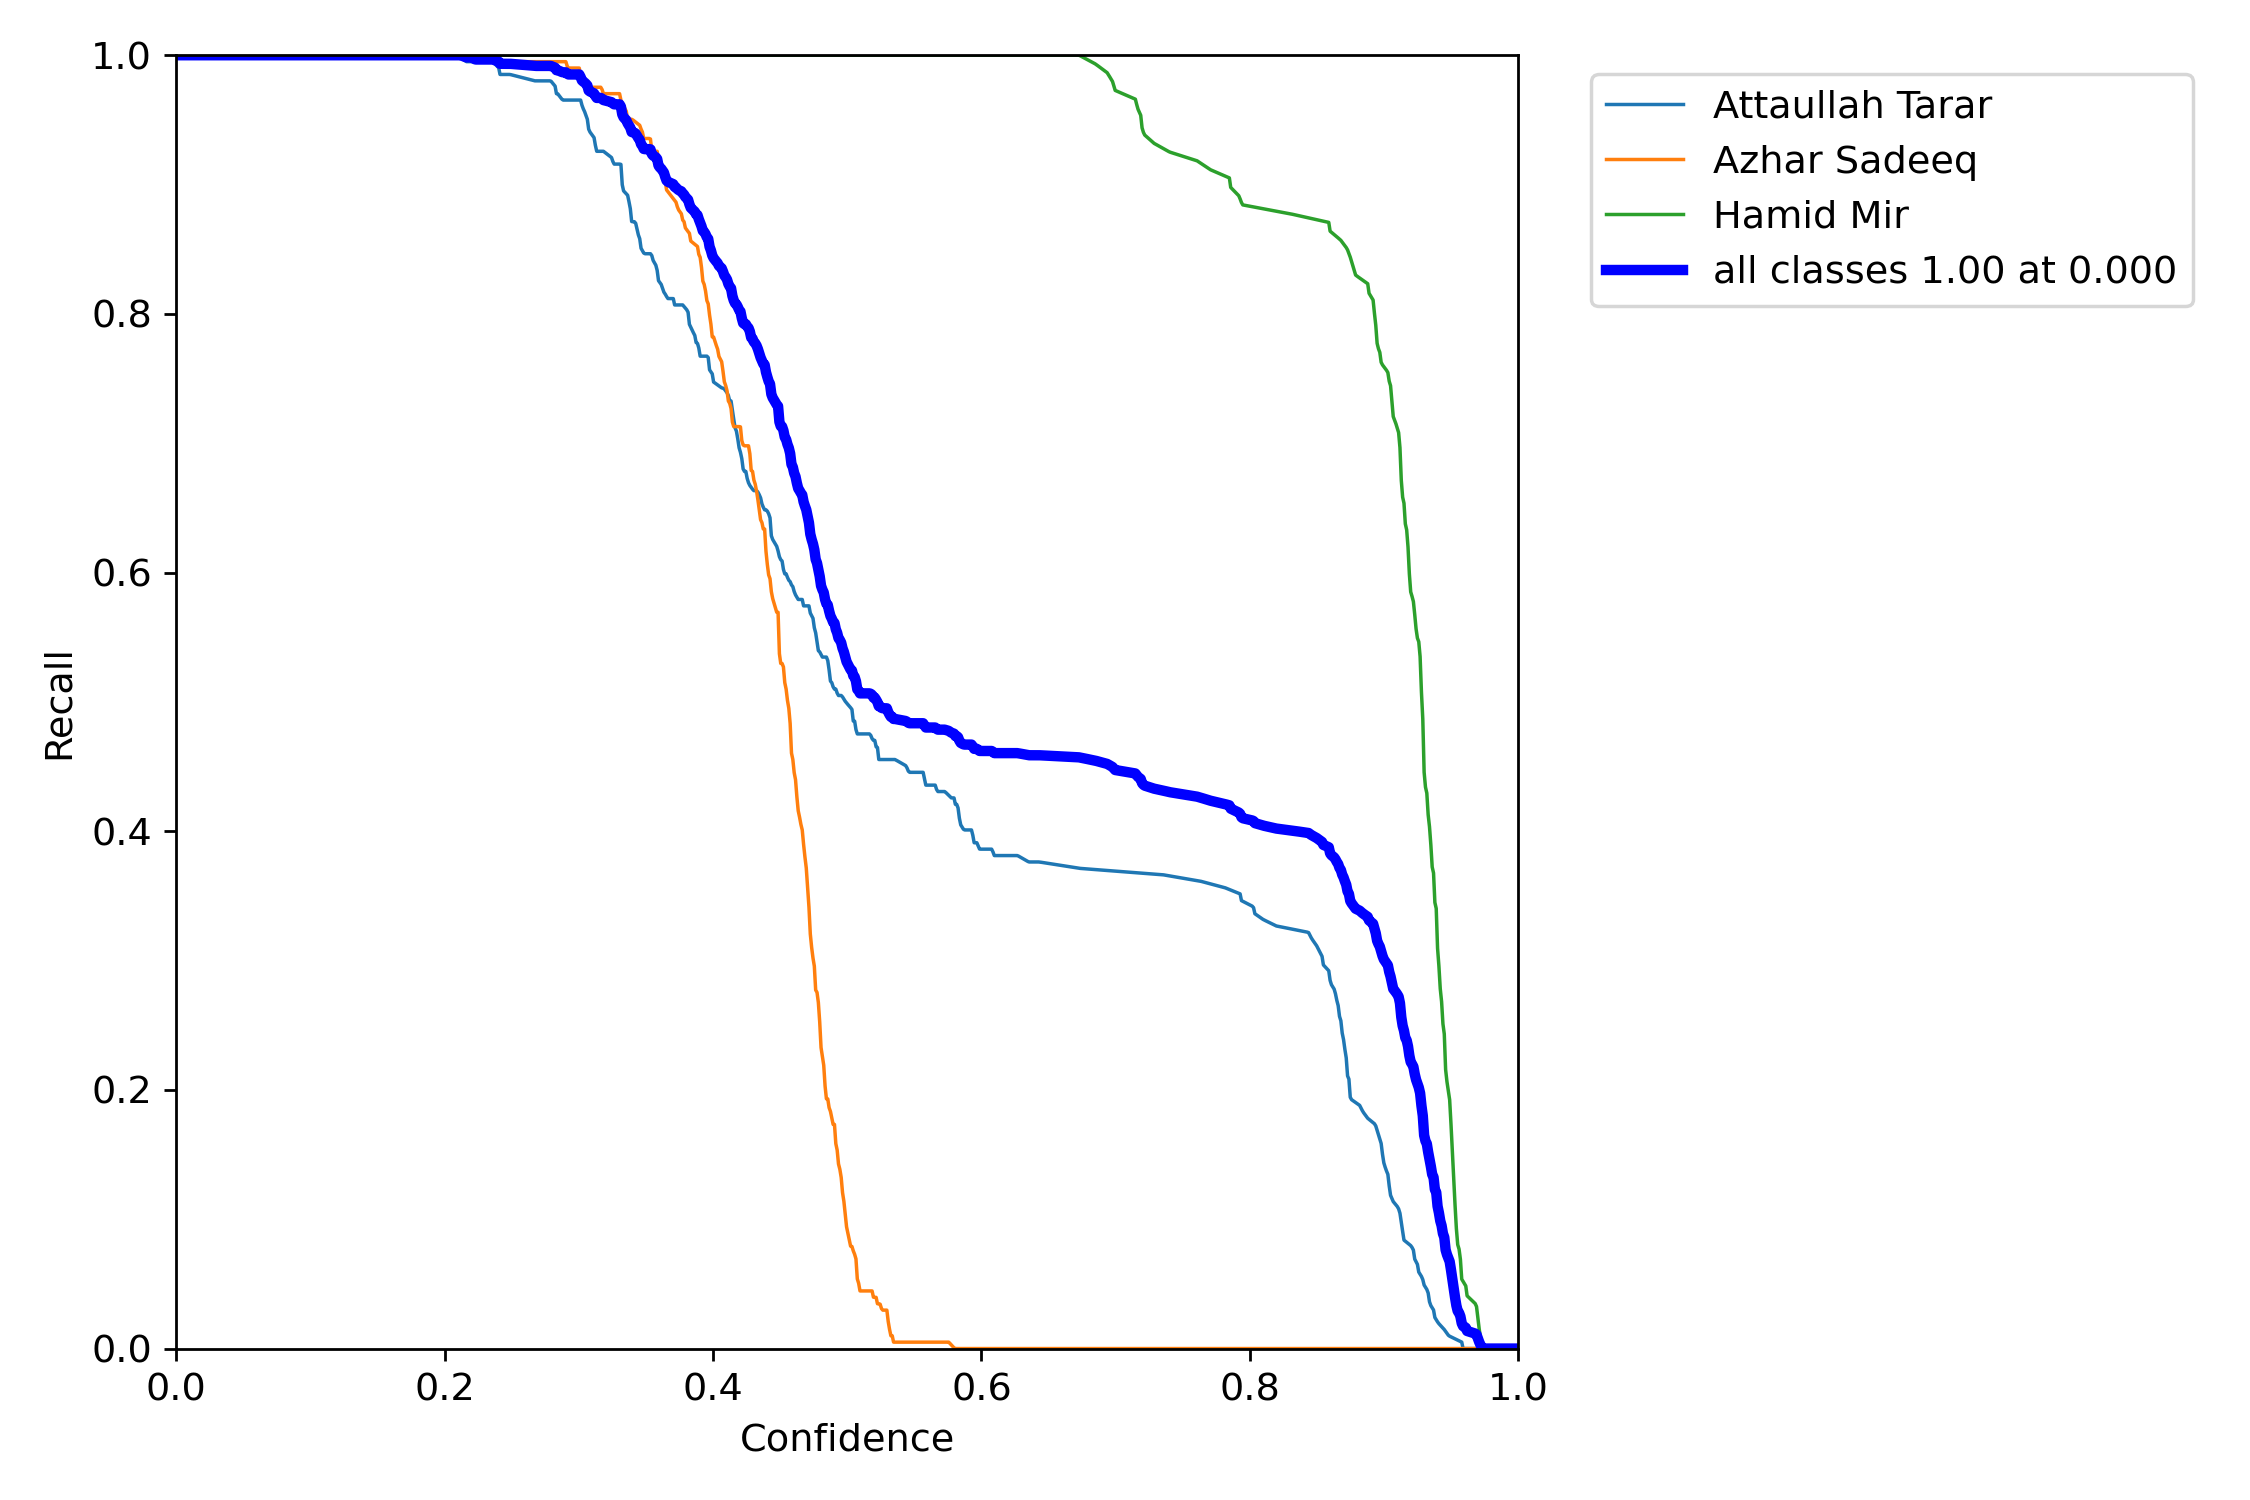 1.0
0.8
0.6
0.4
0.2
0.0
Recall
0.0 0.2 0.4 0.6 0.8 1.0
Confidence
Attaullah Tarar
Azhar Sadeeq
Hamid Mir
all classes 1.00 at 0.000